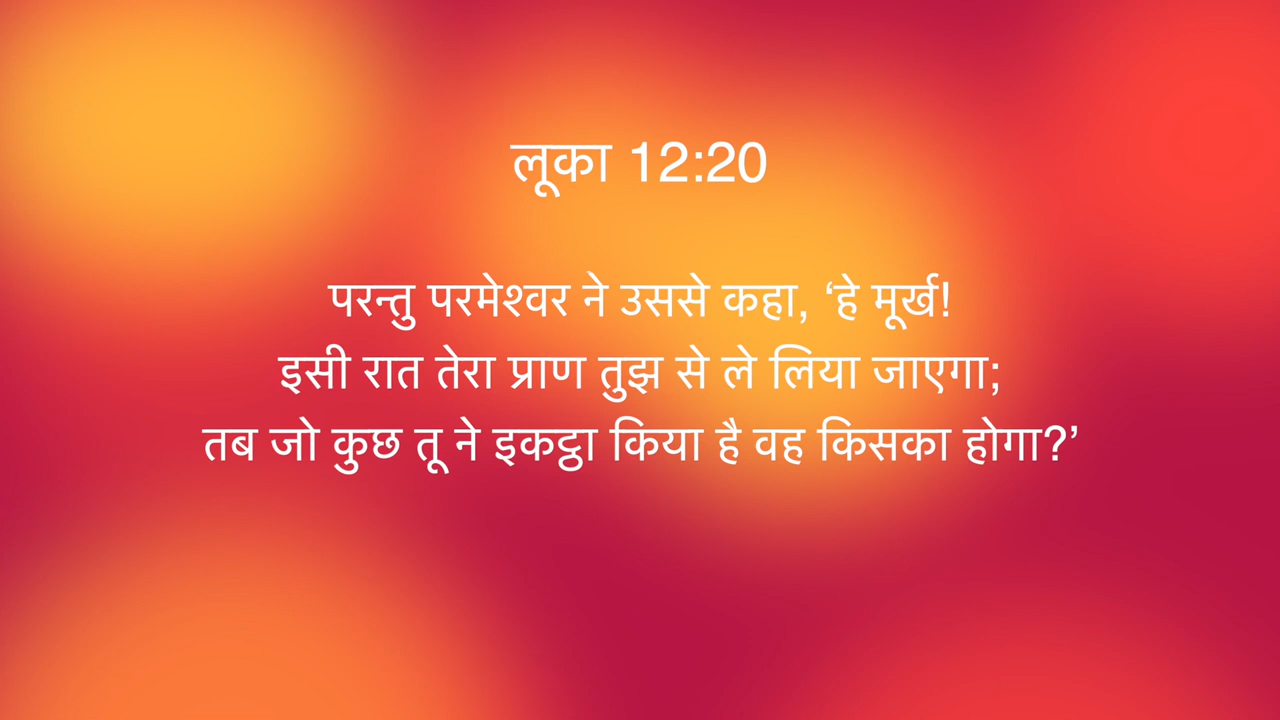 लूका 12:20
परन्तु परमेश्वर ने उससे कहा, ‘हे मूर्ख!
इसी रात तेरा प्राण तुझ से ले लिया जाएगा;
तब जो कुछ तू ने इकट्ठा किया है वह किसका होगा?’